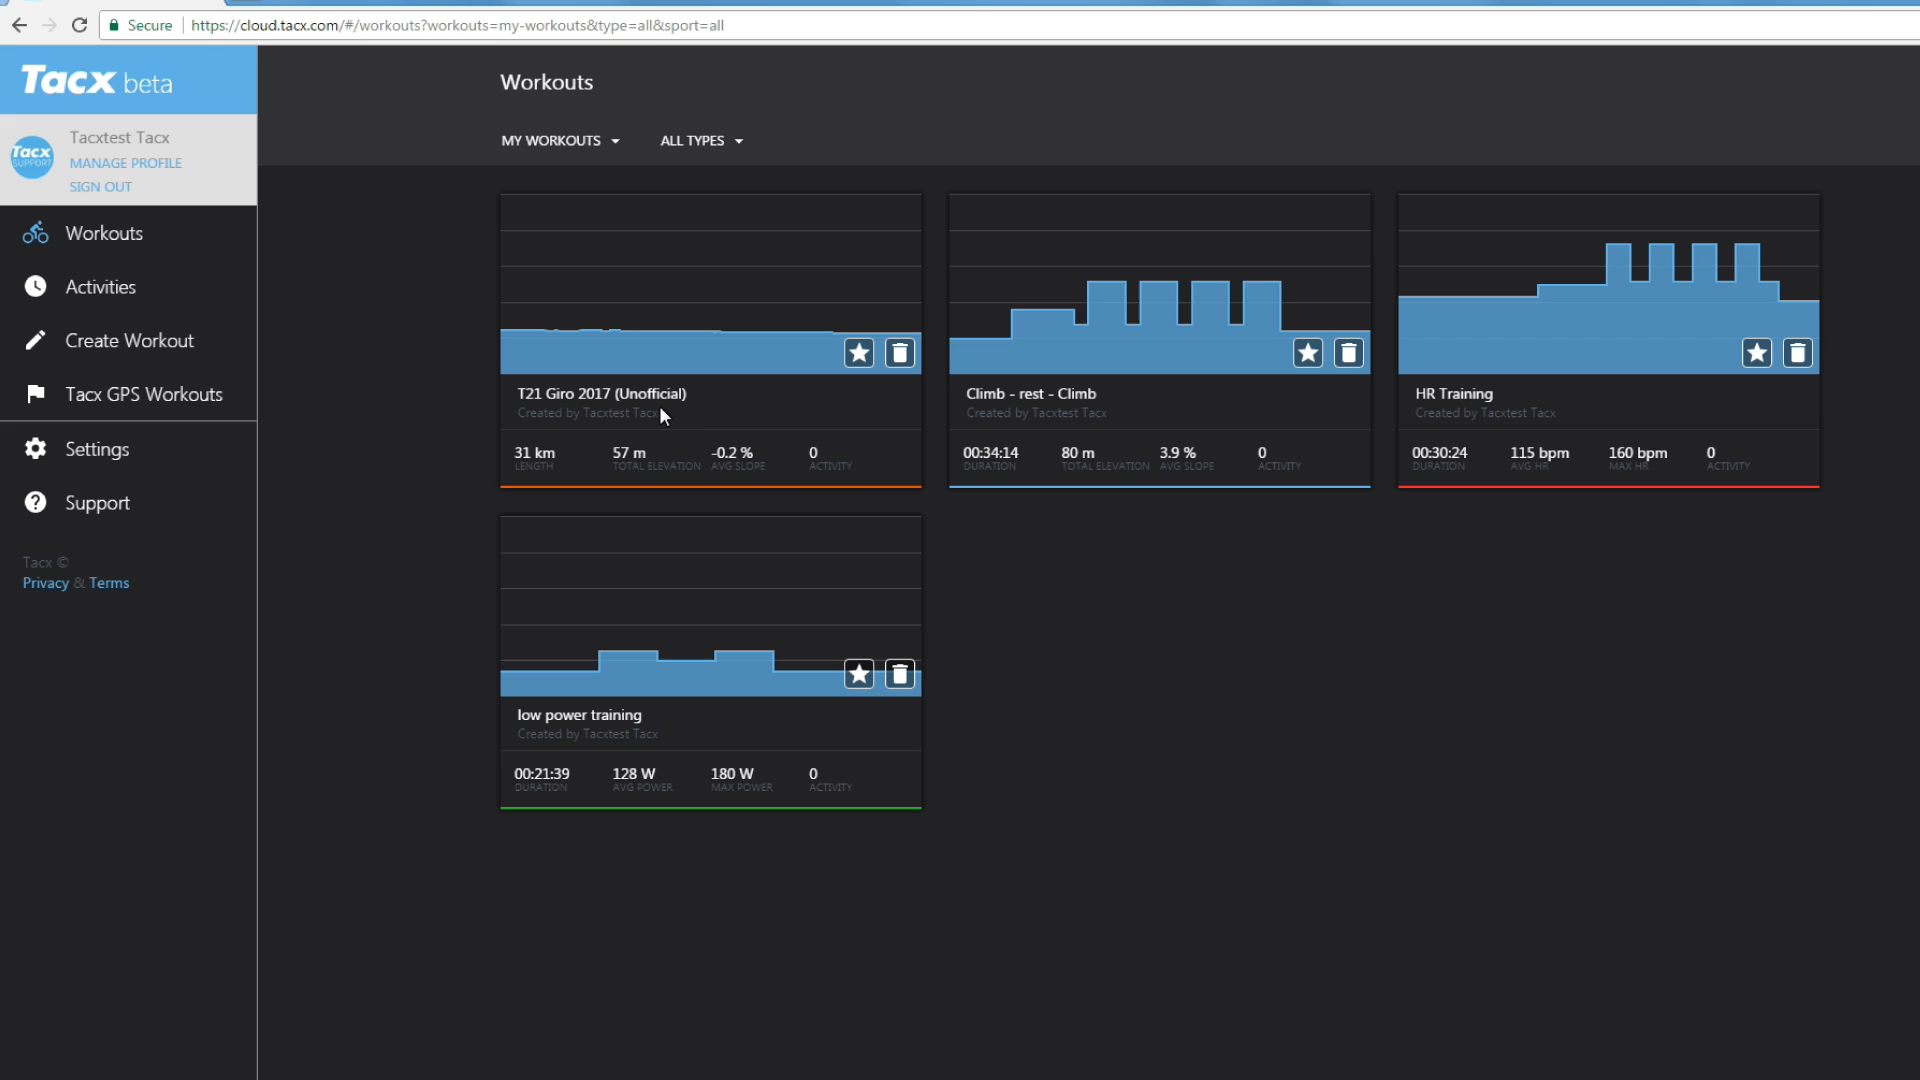 Secure https://cloud.tacx.com/#/workouts?workouts=my-workouts&type=all&sport=all
Tacx beta
Tacx
SUPPORT
Tacxtest Tacx
MANAGE PROFILE
SIGN OUT
Workouts
Activities
Create Workout
Tacx GPS Workouts
Settings
Support
Tacx ©
Privacy & Terms
Workouts
MY WORKOUTS ALL TYPES
T21 Giro 2017 (Unofficial)
Created by Tacxtest Tacx
31 km 57 m -0.2 % 0
LENGTH TOTAL ELEVATION AVG SLOPE ACTIVITY
Climb - rest - Climb
Created by Tacxtest Tacx
00:34:14 80 m 3.9 % 0
DURATION TOTAL ELEVATION AVG SLOPE ACTIVITY
HR Training
Created by Tacxtest Tacx
00:30:24 115 bpm 160 bpm 0
DURATION AVG HR MAX HR ACTIVITY
low power training
Created by Tacxtest Tacx
00:21:39 128 W 180 W 0
DURATION AVG POWER MAX POWER ACTIVITY